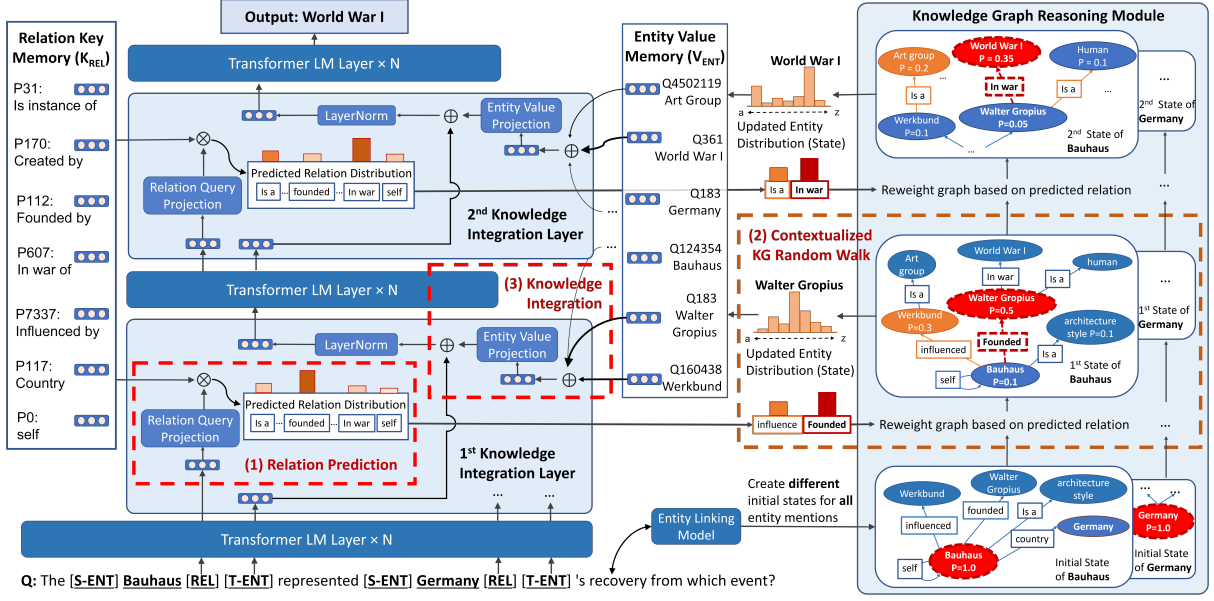 Output: World War I
Relation Key
Memory (KREL)
P31:
Is instance of
P170:
Created by
P112:
Founded by
P607:
In war of
P7337:
Influenced by
P117:
Country
P0:
self
Transformer LM Layer × N
LayerNorm
Entity Value
Projection
Predicted Relation Distribution
Is a ... founded ... In war self
Relation Query
Projection
2nd Knowledge
Integration Layer
Transformer LM Layer × N
(3) Knowledge
Integration
LayerNorm
Entity Value
Projection
Predicted Relation Distribution
Is a ... founded ... In war self
Relation Query
Projection
(1) Relation Prediction
1st Knowledge
Integration Layer
... ...
Transformer LM Layer × N
Q: The [S-ENT] Bauhaus [REL] [T-ENT] represented [S-ENT] Germany [REL] [T-ENT] 's recovery from which event?
Entity Value
Memory (VENT)
Q4502119
Art Group
Q361
World War I
Q183
Germany
Q124354
Bauhaus
Q183
Walter
Gropius
Q160438
Werkbund
...
...
World War I
a z
Updated Entity
Distribution (State)
Is a In war
(2) Contextualized
KG Random Walk
Walter Gropius
a z
Updated Entity
Distribution (State)
influence Founded
Create different
initial states for all
entity mentions
Entity Linking
Model
Knowledge Graph Reasoning Module
Art group
P = 0.2
World War I
P = 0.35
Human
P = 0.1
...
Is a
In war
Is a
...
Werkbund
P=0.1
Walter Gropius
P=0.05
...
2nd State of
Bauhaus
...
2nd State of
Germany
Reweight graph based on predicted relation
...
Art
group
World War I
human
Is a
In war
Is a
Werkbund
P=0.3
Walter Gropius
P=0.5
architecture
style P=0.1
influenced
Founded
Is a
self
Bauhaus
P=0.1
1st State of
Bauhaus
...
1st State of
Germany
Reweight graph based on predicted relation
...
Werkbund
Walter
Gropius
architecture
style
influenced
founded
Is a
country
Germany
self
Bauhaus
P=1.0
Initial State
of Bauhaus
... ...
Germany
P=1.0
Initial State
of Germany